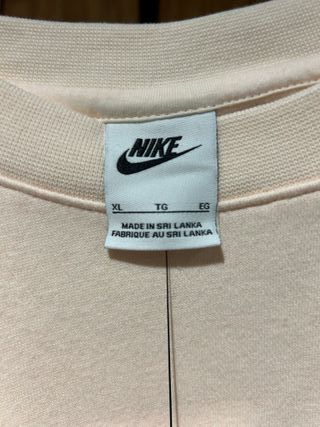 NIKE
XL TG EG
MADE IN SRI LANKA
FABRIQUE AU SRI LANKA